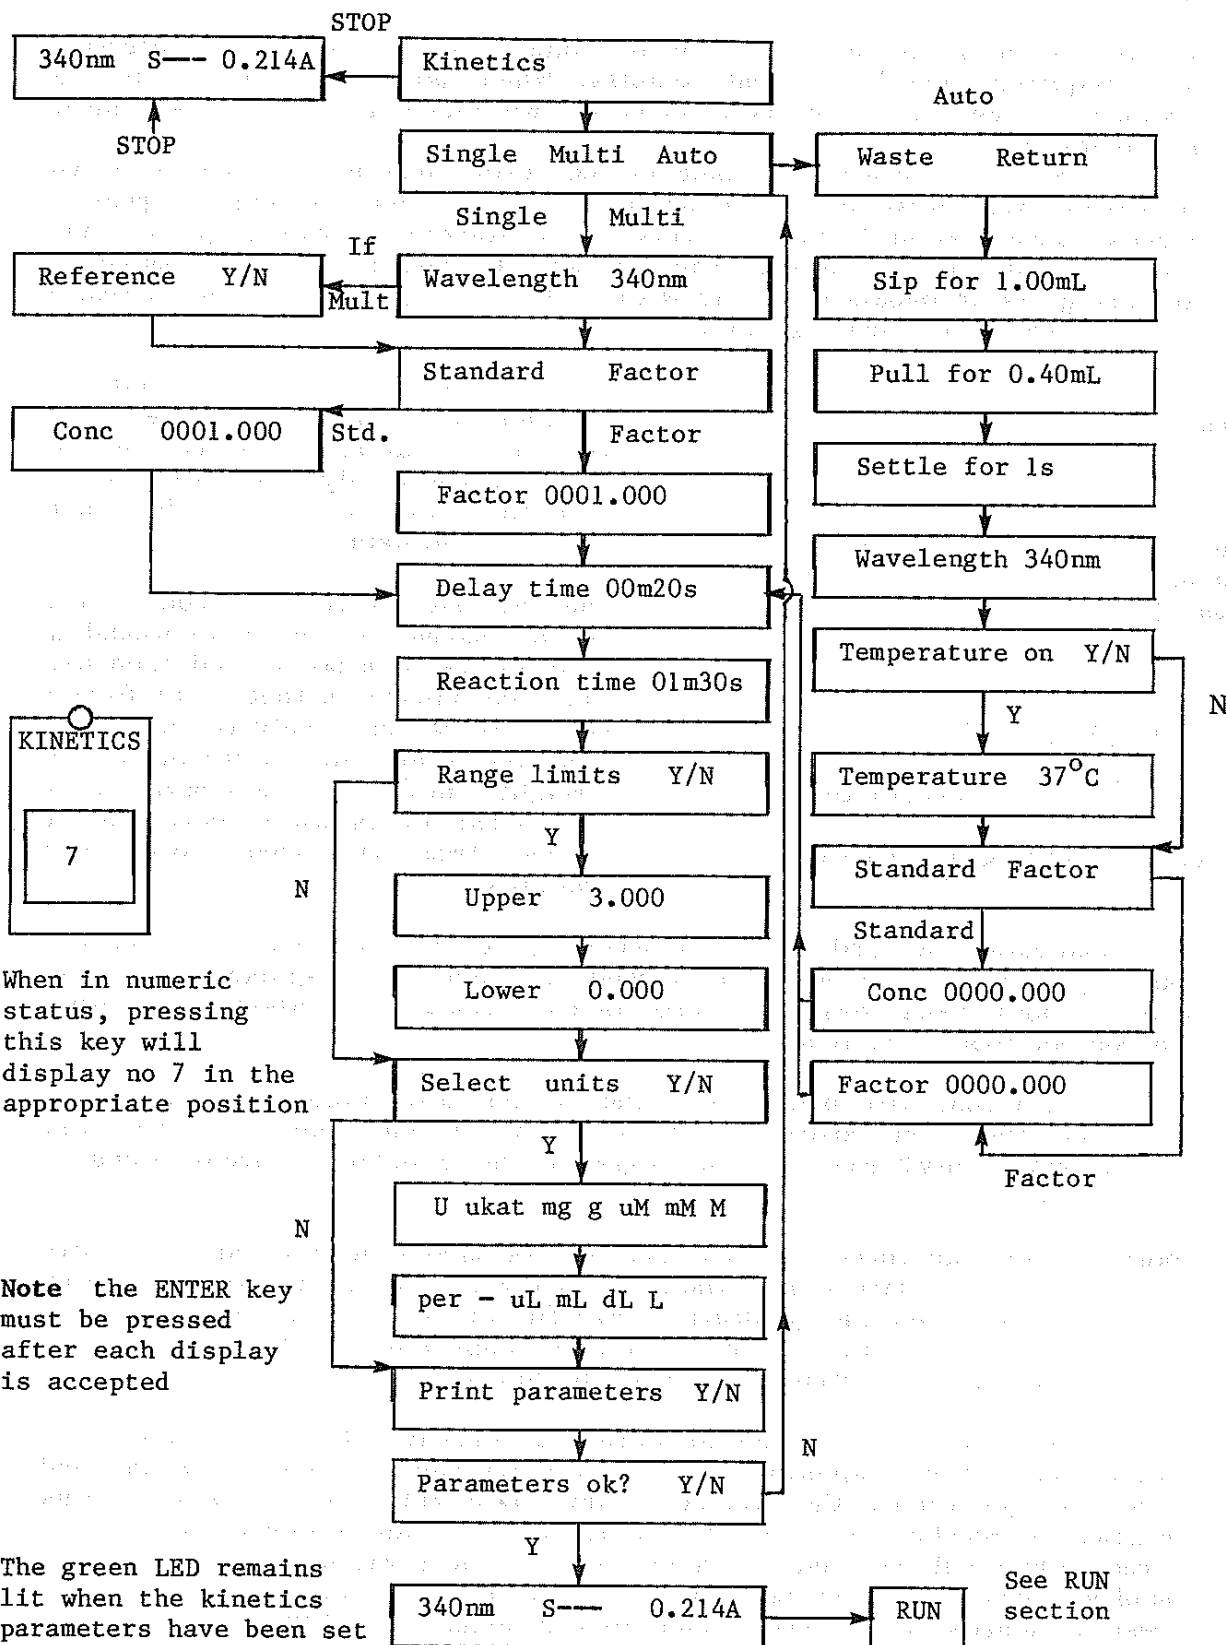 STOP
340nm S--- 0.214A
Kinetics
STOP
Auto
Single Multi Auto
Waste Return
Single Multi
If
Mult
Reference Y/N
Wavelength 340nm
Sip for 1.00mL
Standard Factor
Pull for 0.40mL
Conc 0001.000
Std.
Factor
Settle for 1s
Factor 0001.000
Wavelength 340nm
Delay time 00m20s
Temperature on Y/N
N
Y
Reaction time 01m30s
KINETICS
7
Range limits Y/N
Temperature 37°C
Y
N
Standard Factor
Upper 3.000
Standard
When in numeric
status, pressing
this key will
display no 7 in the
appropriate position
Lower 0.000
Conc 0000.000
Select units Y/N
Factor 0000.000
Factor
Y
N
U ukat mg g uM mM M
Note the ENTER key
must be pressed
after each display
is accepted
per - uL mL dL L
Print parameters Y/N
N
Parameters ok? Y/N
Y
The green LED remains
lit when the kinetics
parameters have been set
340nm S--- 0.214A
RUN
See RUN
section